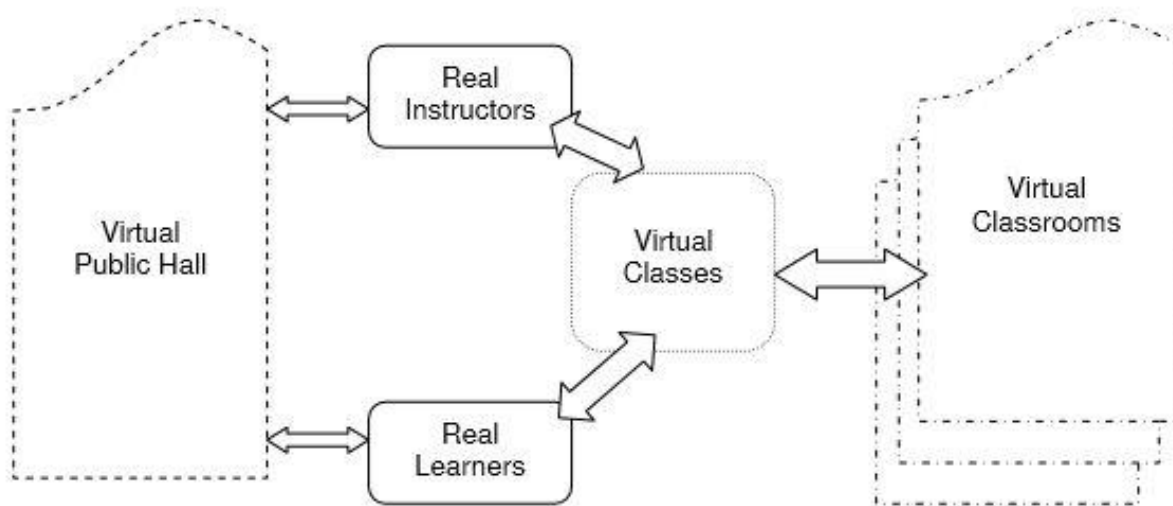 Real
Instructors
Virtual
Public Hall
Virtual
Classes
Virtual
Classrooms
Real
Learners